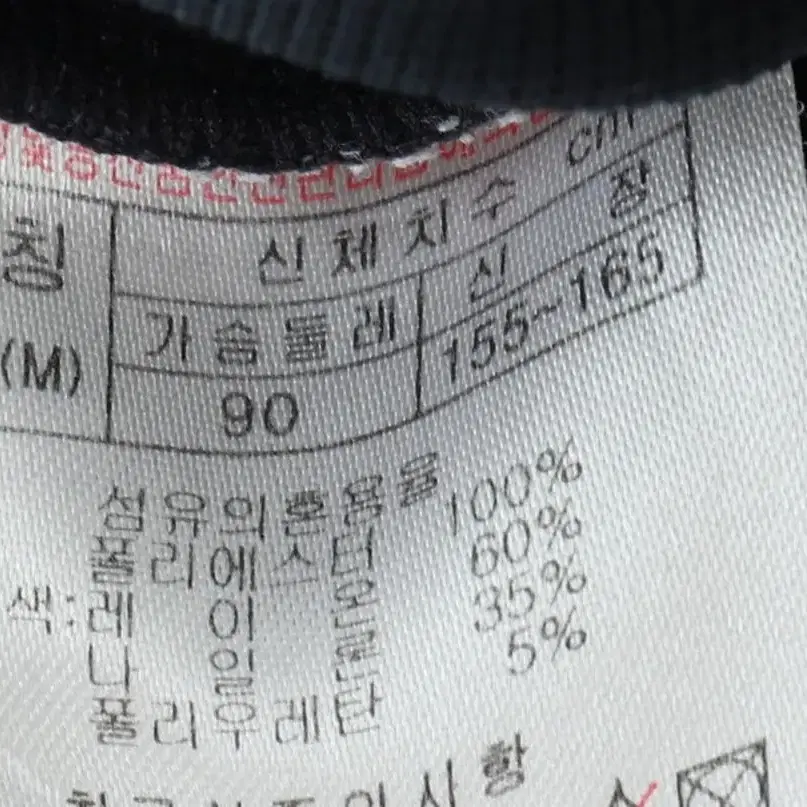 cm
칭 신체치수
(M) 가슴둘레 신장
90 155~165
섬유의혼용율
폴리에스터 100%
색: 레이온 60%
나일론 35%
폴리우레탄 5%
취급상주의사항